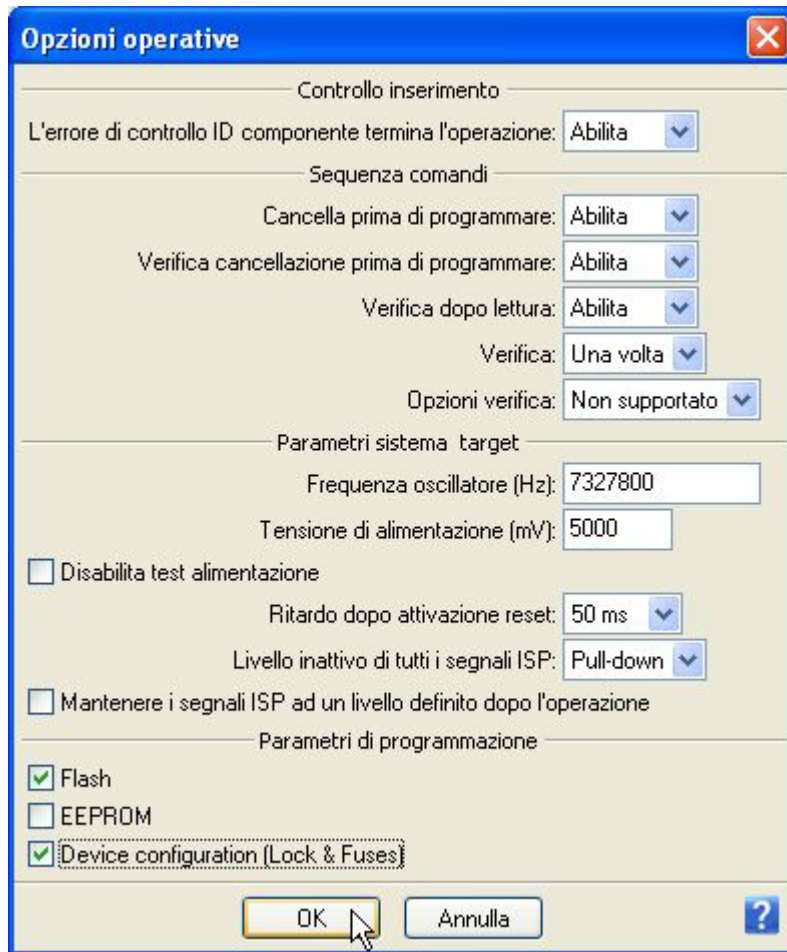 Opzioni operative
Controllo inserimento
L'errore di controllo ID componente termina l'operazione: Abilita
Sequenza comandi
Cancella prima di programmare: Abilita
Verifica cancellazione prima di programmare: Abilita
Verifica dopo lettura: Abilita
Verifica: Una volta
Opzioni verifica: Non supportato
Parametri sistema target
Frequenza oscillatore (Hz): 7327800
Tensione di alimentazione (mV): 5000
Disabilita test alimentazione
Ritardo dopo attivazione reset: 50 ms
Livello inattivo di tutti i segnali ISP: Pull-down
Mantenere i segnali ISP ad un livello definito dopo l'operazione
Parametri di programmazione
Flash
EEPROM
Device configuration (Lock & Fuses)
OK Annulla ?